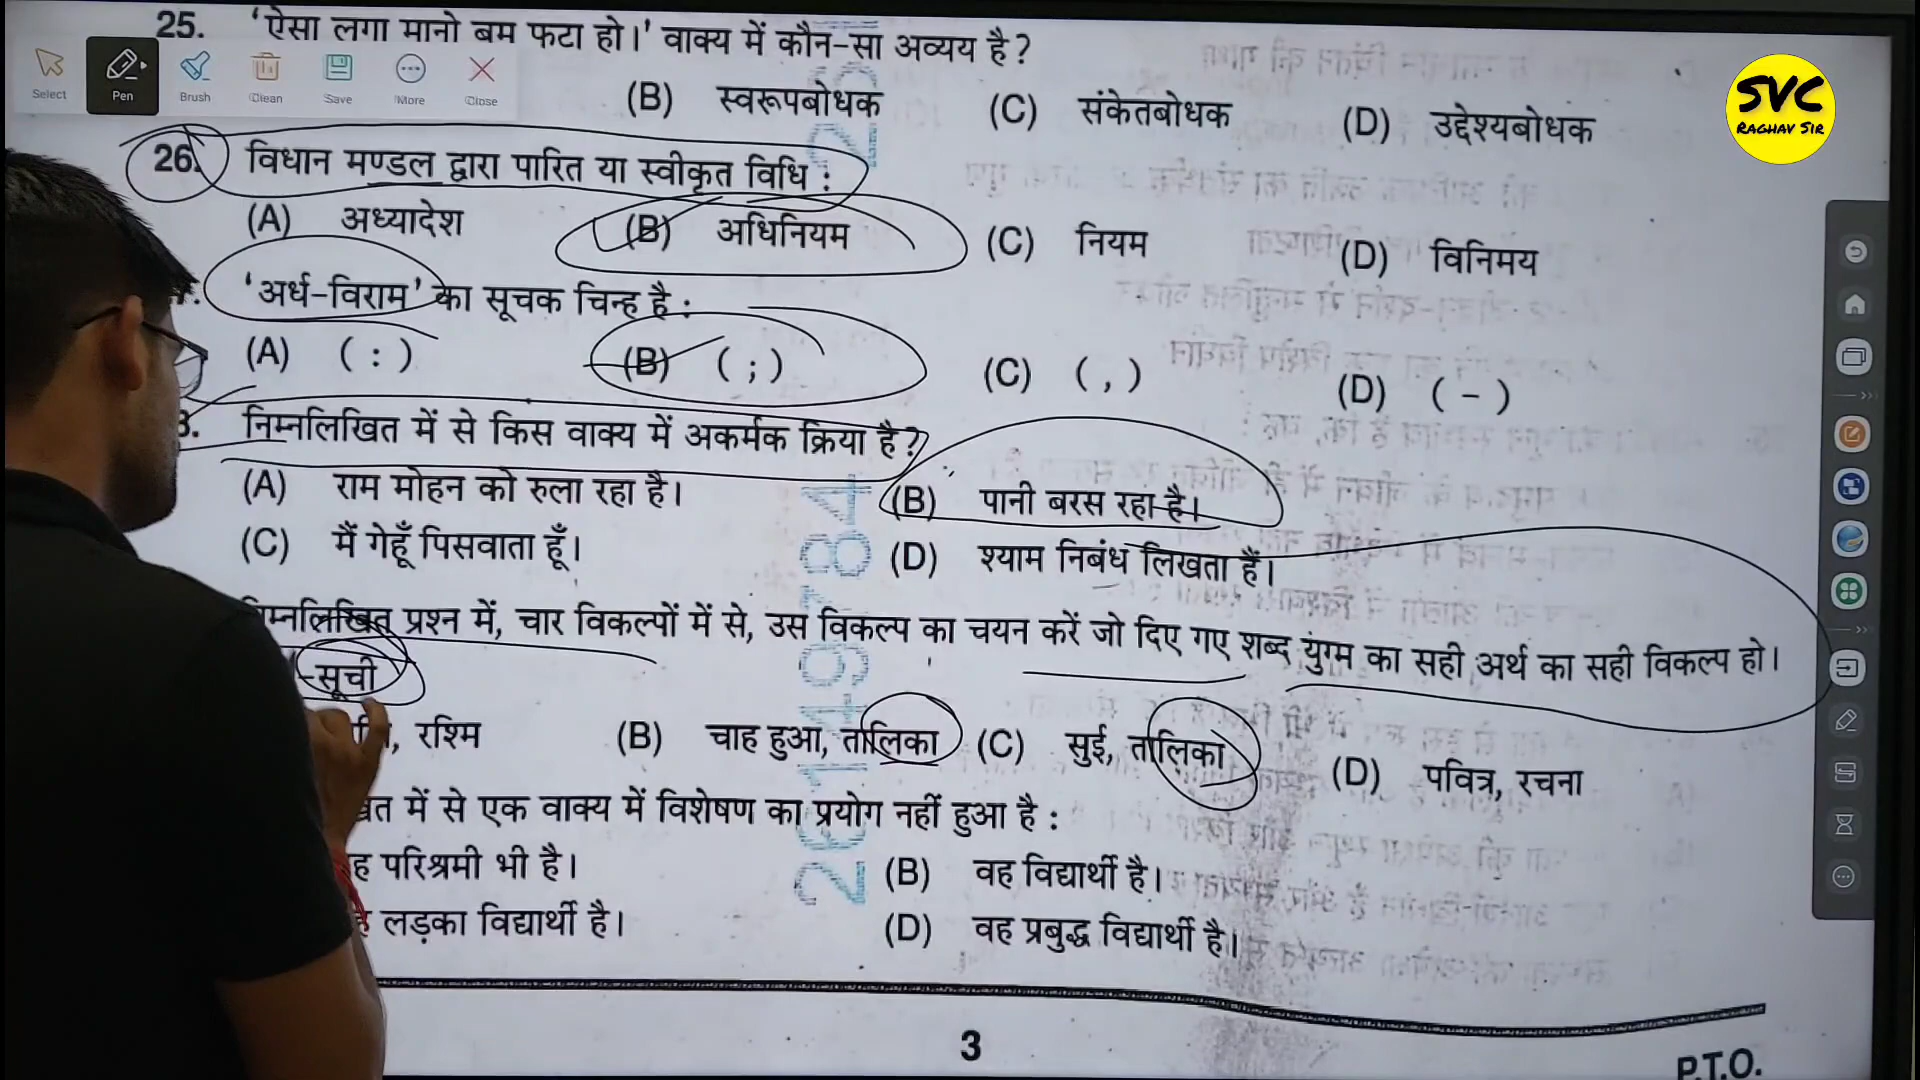 25. 'ऐसा लगा मानो बम फटा हो।' वाक्य में कौन-सा अव्यय है?
Select Pen Brush Clean Save More Close
(B) स्वरूपबोधक (C) संकेतबोधक (D) उद्देश्यबोधक
SVC
RAGHAV SIR
26. विधान मण्डल द्वारा पारित या स्वीकृत विधि :
(A) अध्यादेश (B) अधिनियम (C) नियम (D) विनिमय
'अर्ध-विराम' का सूचक चिन्ह है :
(A) ( : ) (B) ( ; ) (C) ( , ) (D) ( - )
निम्नलिखित में से किस वाक्य में अकर्मक क्रिया है?
(A) राम मोहन को रुला रहा है। (B) पानी बरस रहा है।
(C) मैं गेहूँ पिसवाता हूँ। (D) श्याम निबंध लिखता हैं।
प्रश्न में, चार विकल्पों में से, उस विकल्प का चयन करें जो दिए गए शब्द युग्म का सही अर्थ का सही विकल्प हो।
-सूची
, रश्मि (B) चाह हुआ, तालिका (C) सुई, तालिका (D) पवित्र, रचना
में से एक वाक्य में विशेषण का प्रयोग नहीं हुआ है :
परिश्रमी भी है। (B) वह विद्यार्थी है।
लड़का विद्यार्थी है। (D) वह प्रबुद्ध विद्यार्थी है।
3
P.T.O.